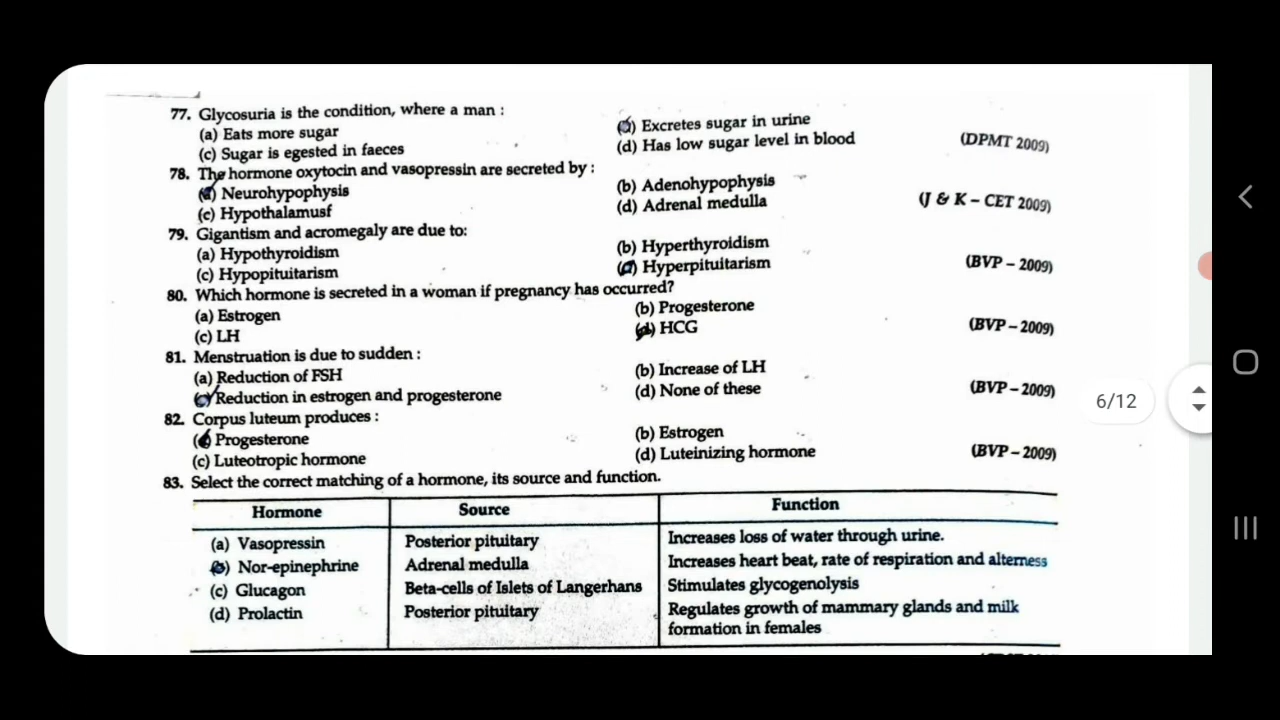 77. Glycosuria is the condition, where a man :
(a) Eats more sugar
(b) Excretes sugar in urine
(c) Sugar is egested in faeces
(d) Has low sugar level in blood
(DPMT 2009)
78. The hormone oxytocin and vasopressin are secreted by :
(a) Neurohypophysis
(b) Adenohypophysis
(c) Hypothalamusf
(d) Adrenal medulla
(J & K – CET 2009)
79. Gigantism and acromegaly are due to:
(a) Hypothyroidism
(b) Hyperthyroidism
(c) Hypopituitarism
(d) Hyperpituitarism
(BVP – 2009)
80. Which hormone is secreted in a woman if pregnancy has occurred?
(a) Estrogen
(b) Progesterone
(c) LH
(d) HCG
(BVP – 2009)
81. Menstruation is due to sudden :
(a) Reduction of FSH
(b) Increase of LH
(c) Reduction in estrogen and progesterone
(d) None of these
(BVP – 2009)
82. Corpus luteum produces :
(a) Progesterone
(b) Estrogen
(c) Luteotropic hormone
(d) Luteinizing hormone
(BVP – 2009)
83. Select the correct matching of a hormone, its source and function.
Hormone Source Function
(a) Vasopressin Posterior pituitary Increases loss of water through urine.
(b) Nor-epinephrine Adrenal medulla Increases heart beat, rate of respiration and alterness
(c) Glucagon Beta-cells of Islets of Langerhans Stimulates glycogenolysis
(d) Prolactin Posterior pituitary Regulates growth of mammary glands and milk
formation in females
6/12